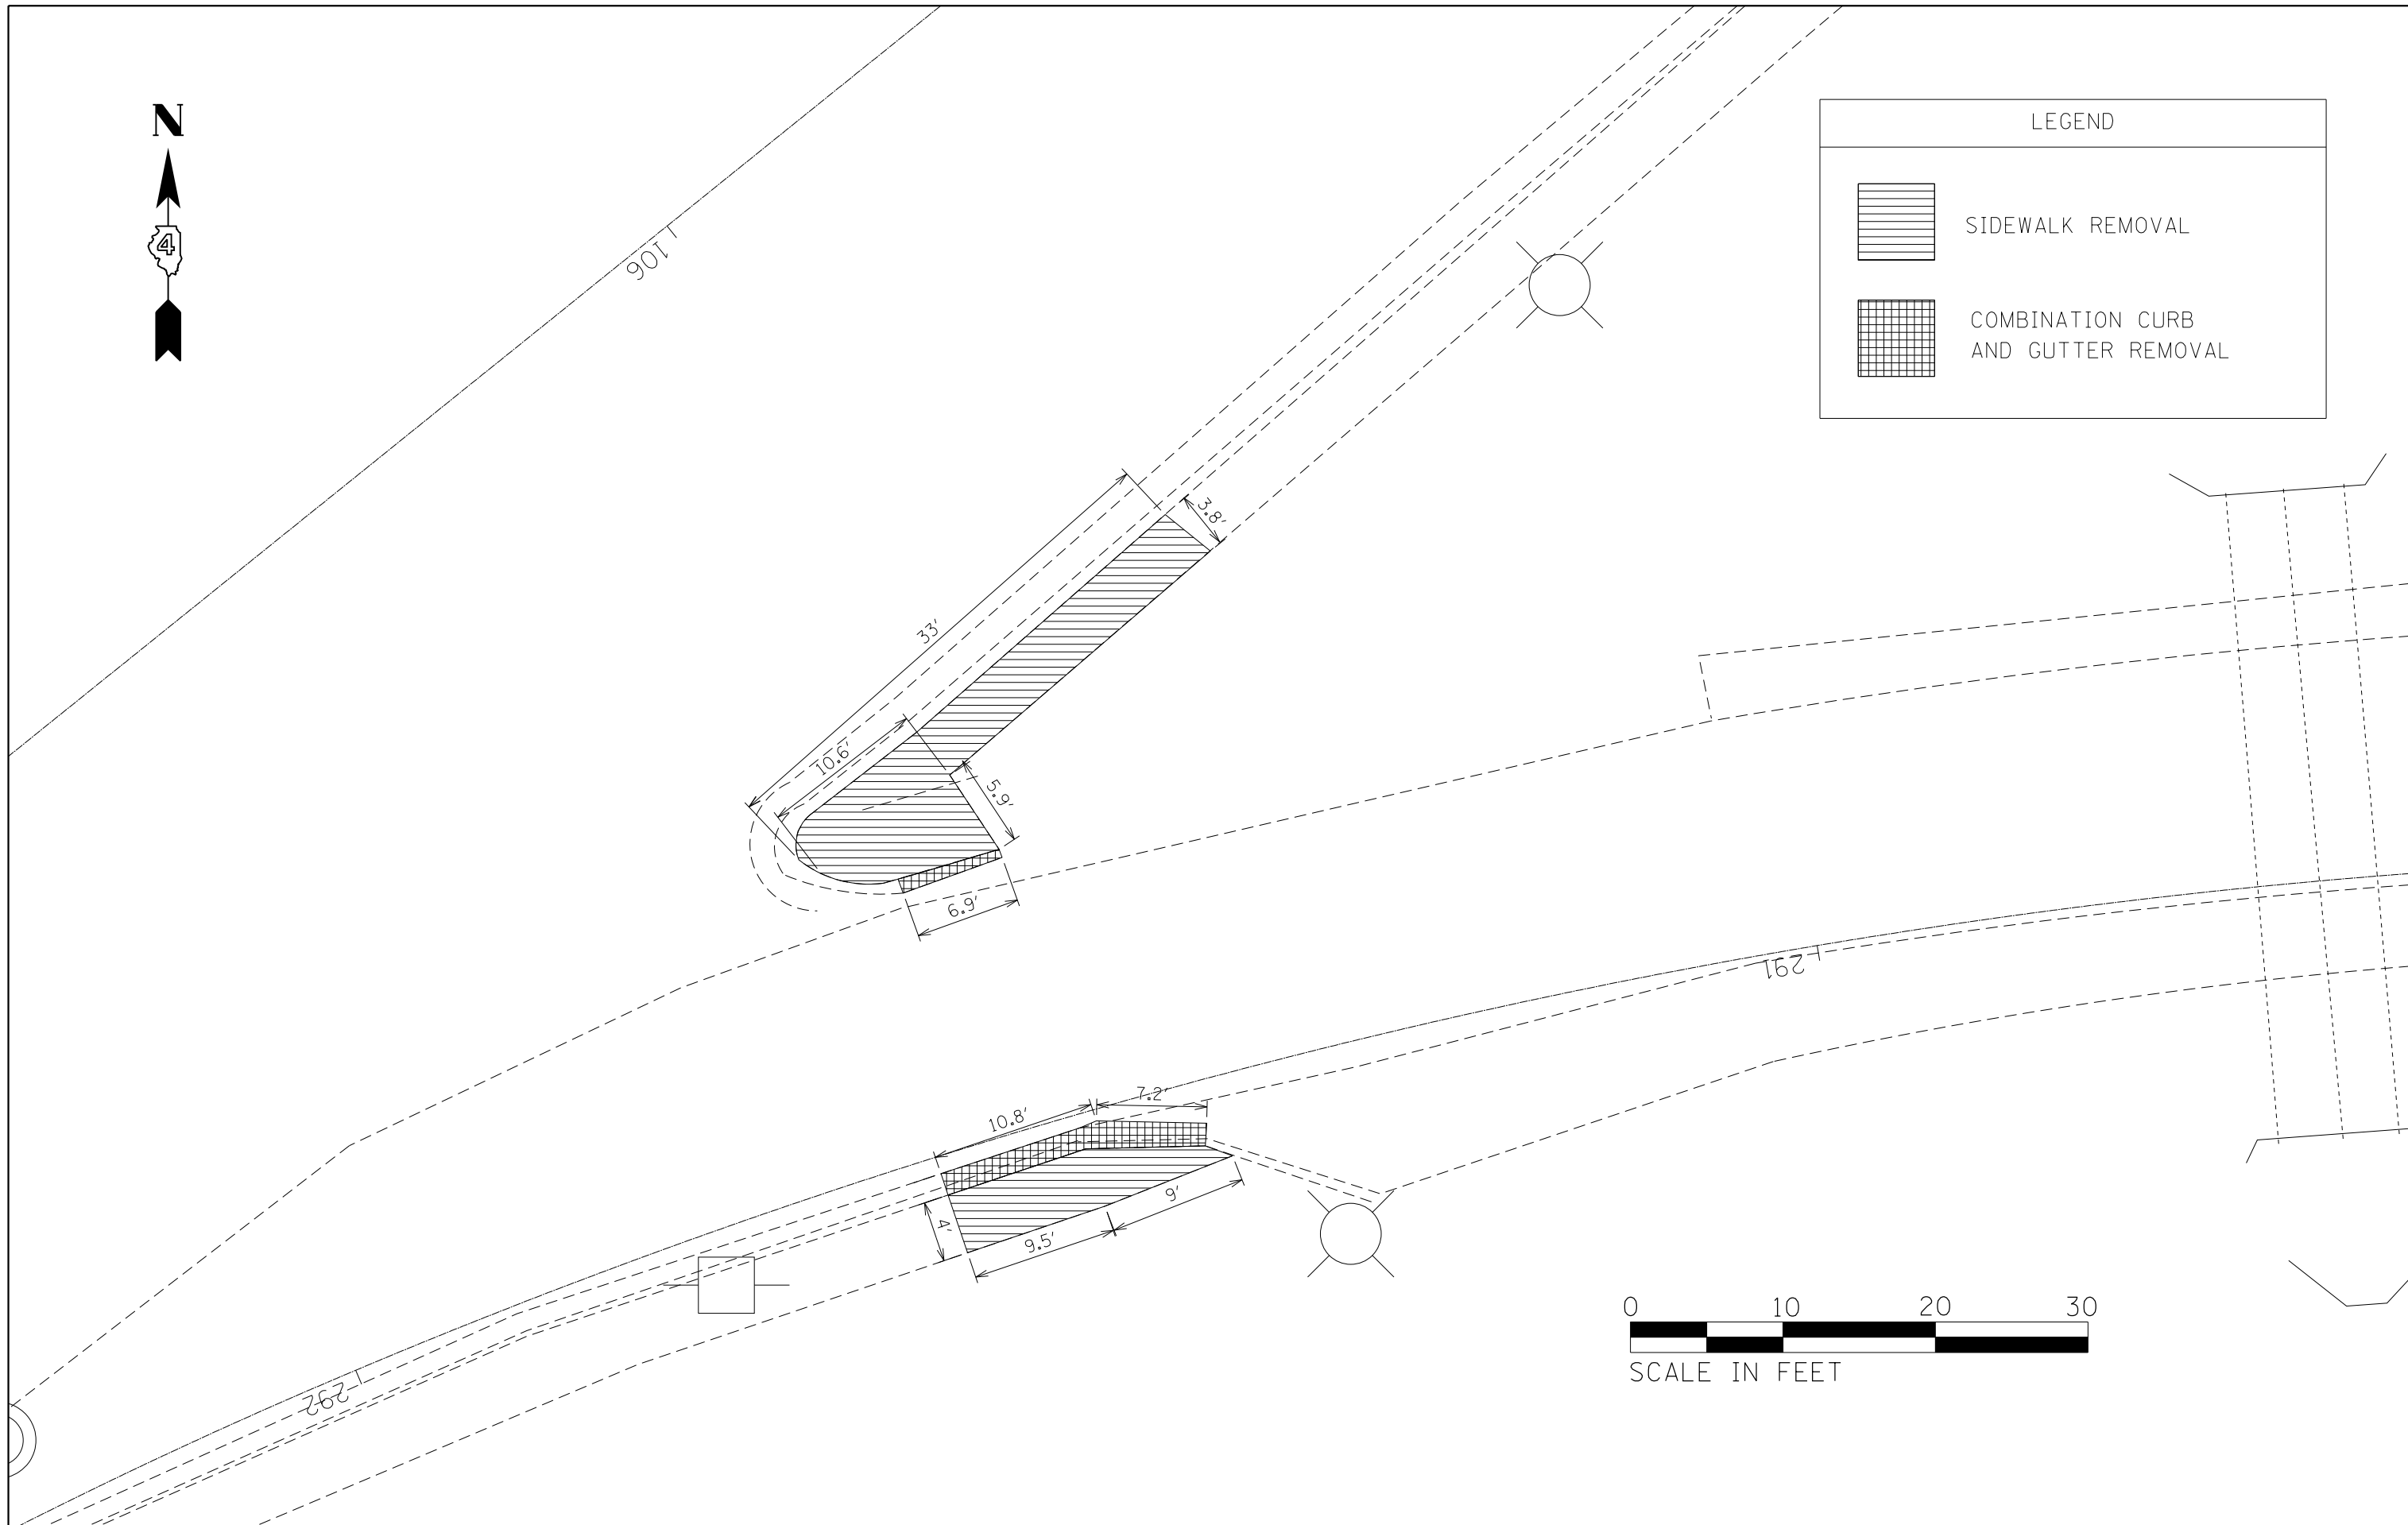 N
4
106
LEGEND
SIDEWALK REMOVAL
COMBINATION CURB
AND GUTTER REMOVAL
33'
3.8'
10.6'
5.9'
6.9'
291
7.2'
10.8'
4'
9'
9.5'
292
0 10 20 30
SCALE IN FEET